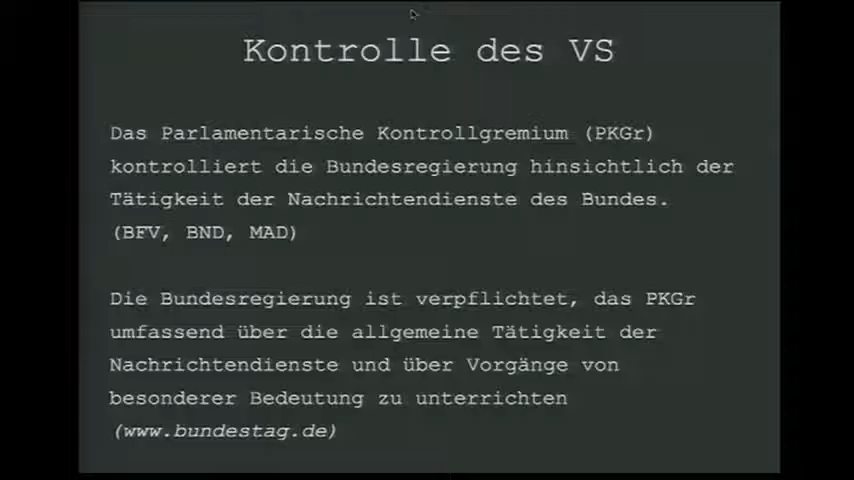 Kontrolle des VS
Das Parlamentarische Kontrollgremium (PKGr)
kontrolliert die Bundesregierung hinsichtlich der
Tätigkeit der Nachrichtendienste des Bundes.
(BFV, BND, MAD)
Die Bundesregierung ist verpflichtet, das PKGr
umfassend über die allgemeine Tätigkeit der
Nachrichtendienste und über Vorgänge von
besonderer Bedeutung zu unterrichten
(www.bundestag.de)